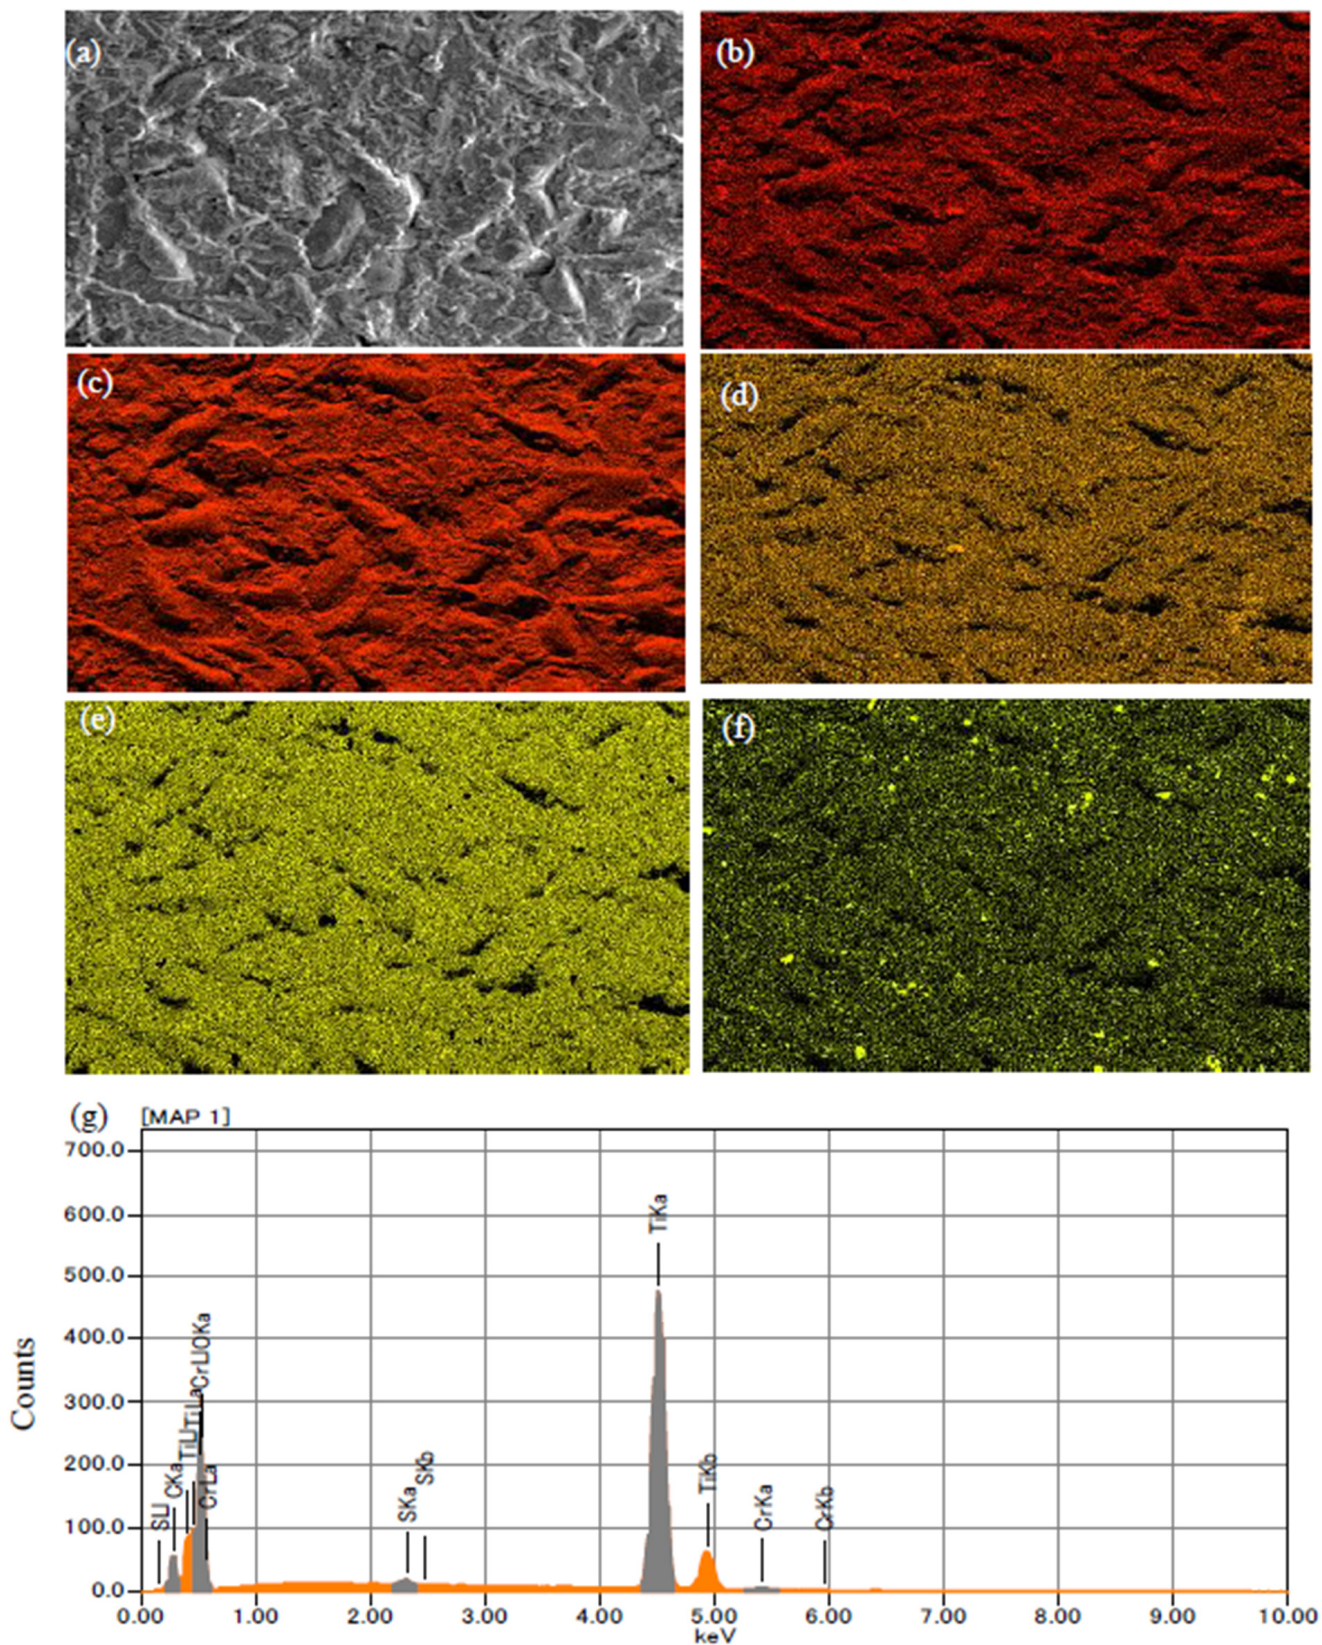 (a)
(b)
(c)
(d)
(e)
(f)
(g) [MAP 1]
Counts
700.0
600.0
500.0
400.0
300.0
200.0
100.0
0.0
SLl
CKa
TiLl
TiLa
CrLl
OKa
CrLa
SKa
SKb
TiKa
TiKb
CrKa
CrKb
0.00 1.00 2.00 3.00 4.00 5.00 6.00 7.00 8.00 9.00 10.00
keV